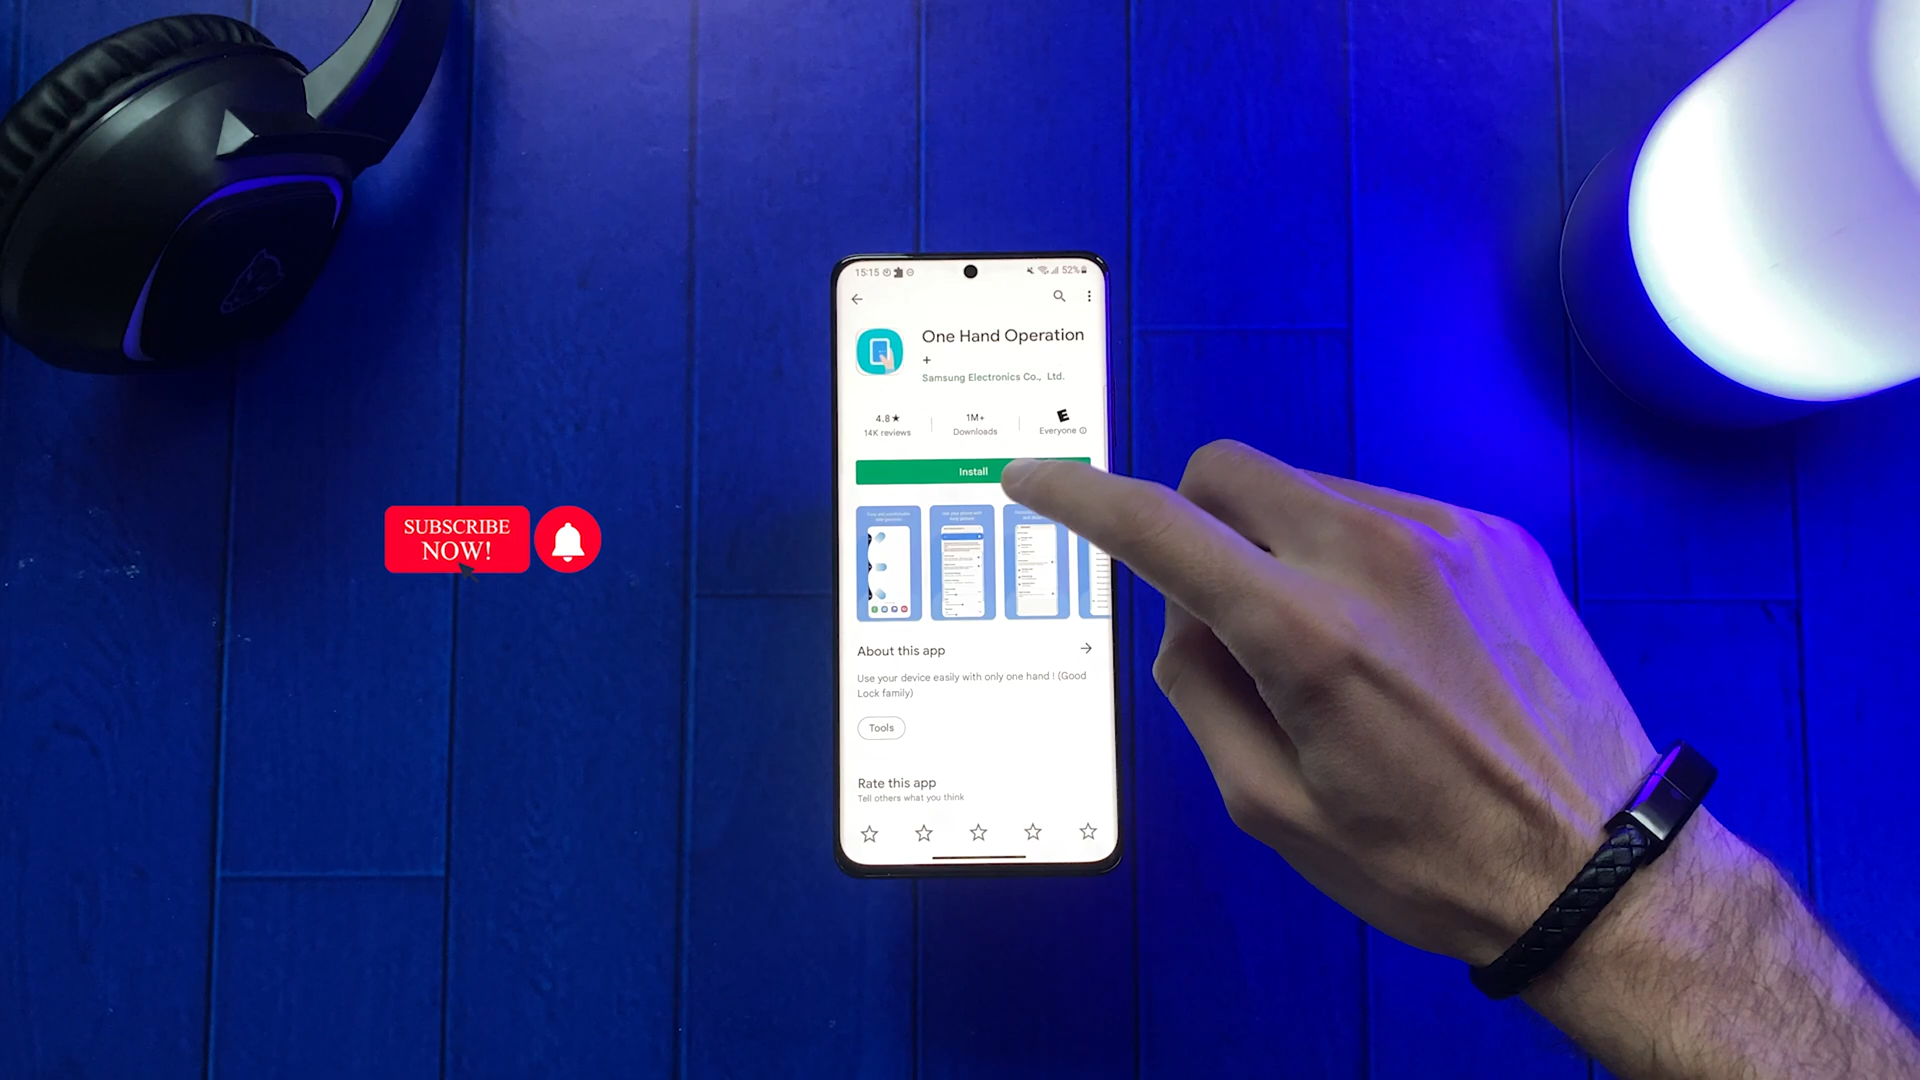 15:15
52%
One Hand Operation
+
Samsung Electronics Co., Ltd.
4.8★
14K reviews
1M+
Downloads
E
Everyone
Install
SUBSCRIBE
NOW!
About this app
Use your device easily with only one hand ! (Good
Lock family)
Tools
Rate this app
Tell others what you think